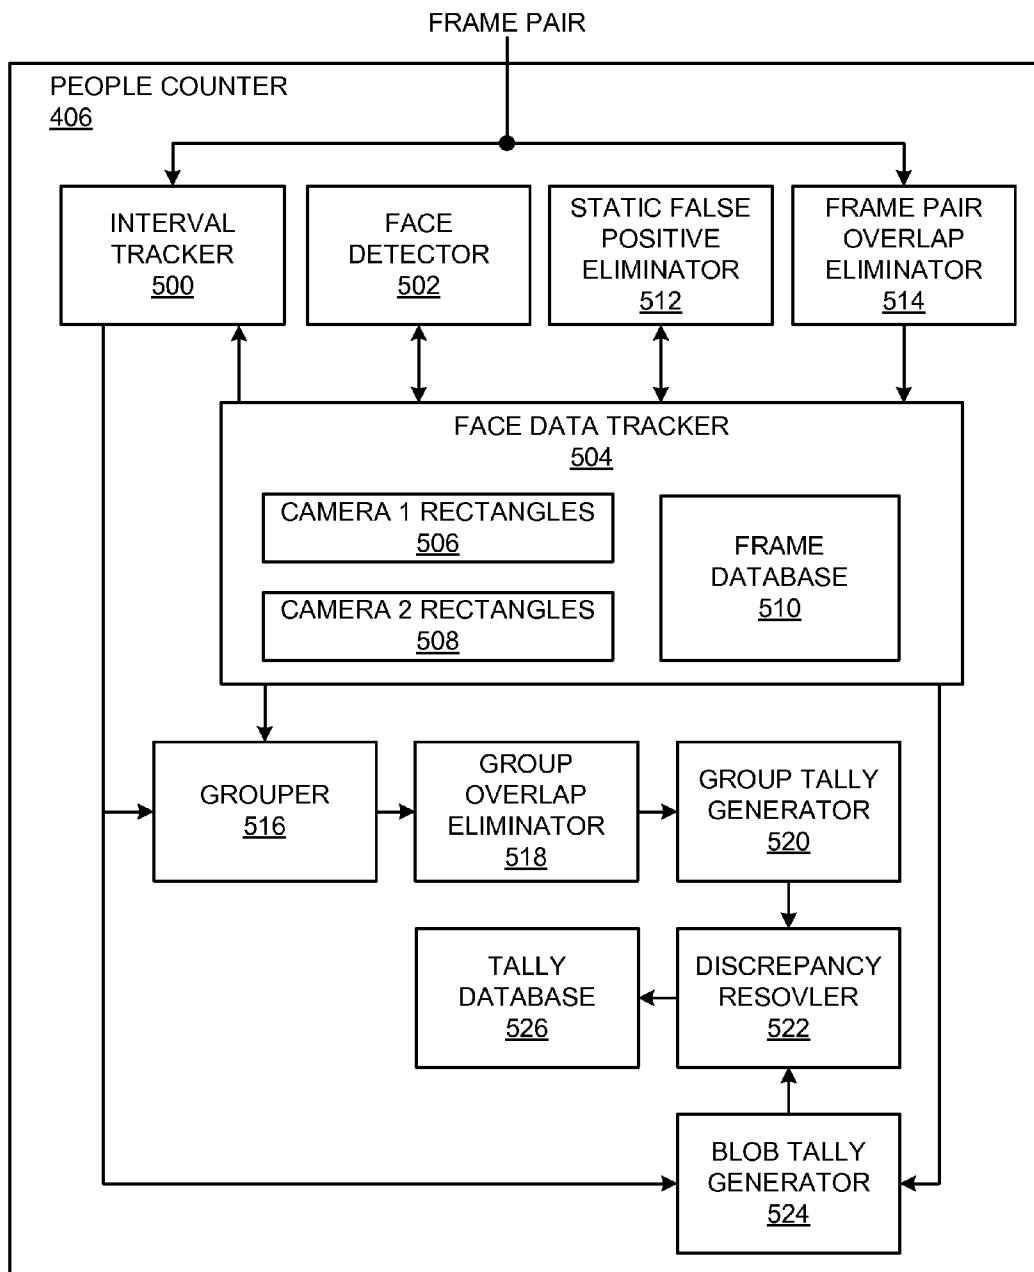 FRAME PAIR
PEOPLE COUNTER
406
INTERVAL
TRACKER
500
FACE
DETECTOR
502
STATIC FALSE
POSITIVE
ELIMINATOR
512
FRAME PAIR
OVERLAP
ELIMINATOR
514
FACE DATA TRACKER
504
CAMERA 1 RECTANGLES
506
CAMERA 2 RECTANGLES
508
FRAME
DATABASE
510
GROUPER
516
GROUP
OVERLAP
ELIMINATOR
518
GROUP TALLY
GENERATOR
520
TALLY
DATABASE
526
DISCREPANCY
RESOVLER
522
BLOB TALLY
GENERATOR
524